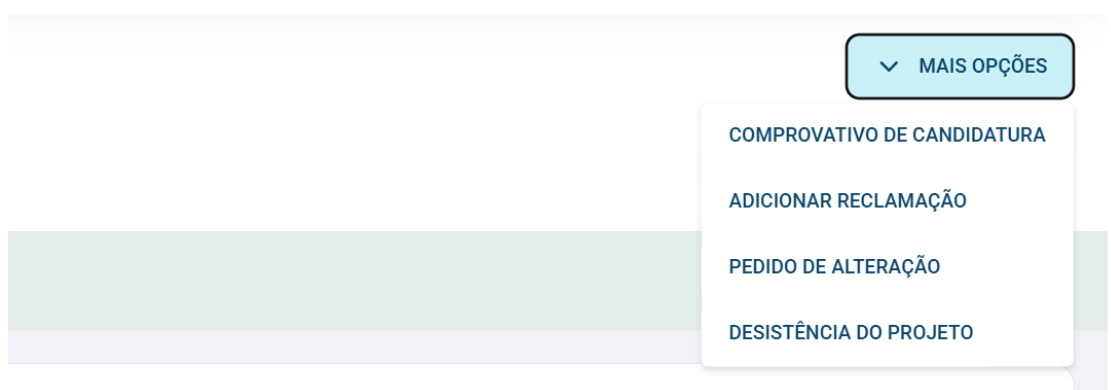 MAIS OPÇÕES
COMPROVATIVO DE CANDIDATURA
ADICIONAR RECLAMAÇÃO
PEDIDO DE ALTERAÇÃO
DESISTÊNCIA DO PROJETO